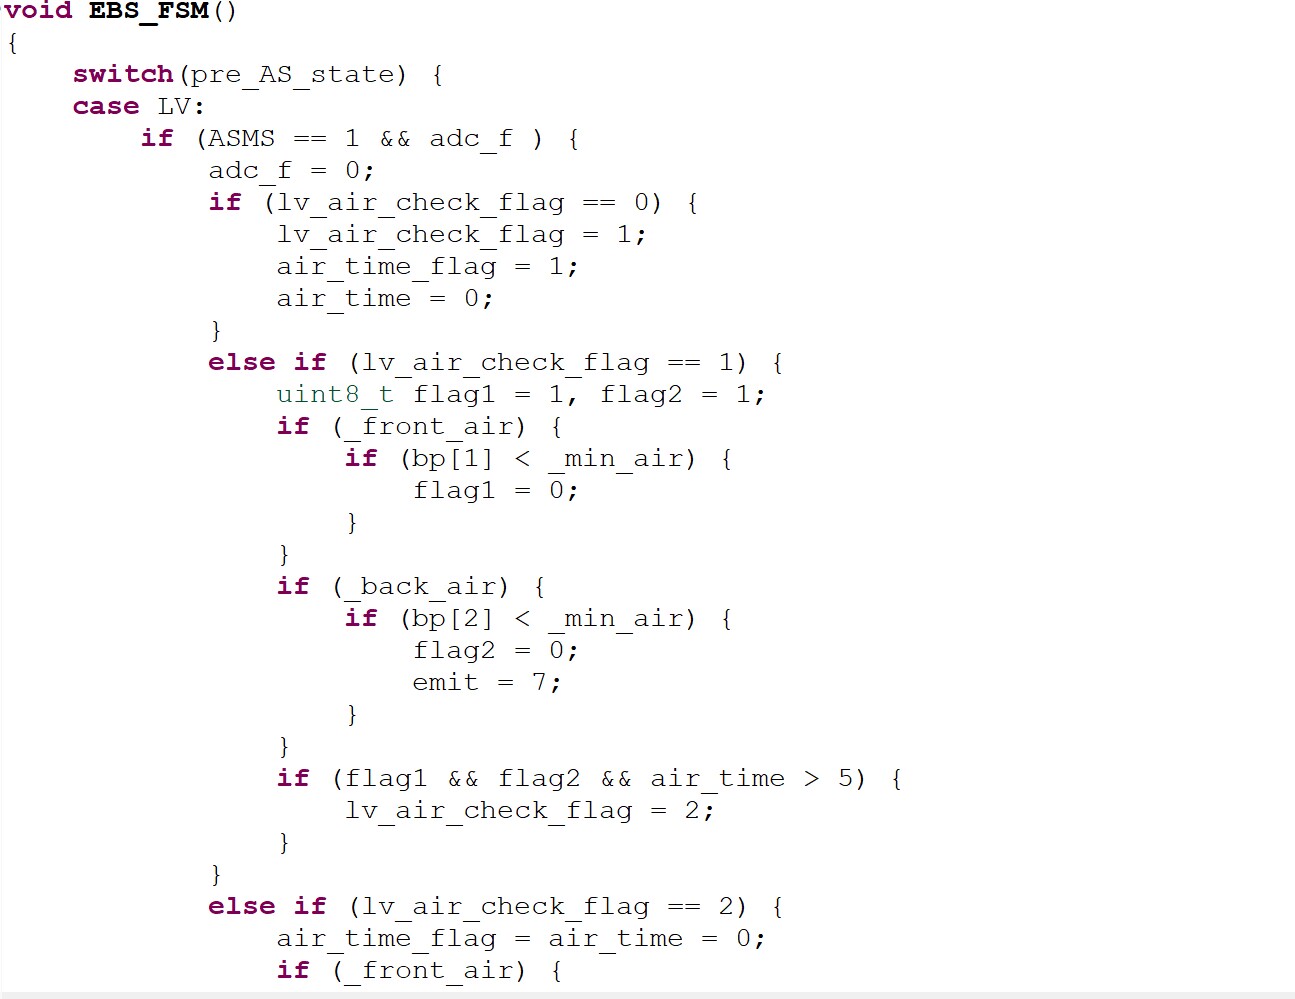 void EBS_FSM()
{
    switch(pre_AS_state) {
    case LV:
        if (ASMS == 1 && adc_f ) {
            adc_f = 0;
            if (lv_air_check_flag == 0) {
                lv_air_check_flag = 1;
                air_time_flag = 1;
                air_time = 0;
            }
            else if (lv_air_check_flag == 1) {
                uint8_t flag1 = 1, flag2 = 1;
                if (_front_air) {
                    if (bp[1] < _min_air) {
                        flag1 = 0;
                    }
                }
                if (_back_air) {
                    if (bp[2] < _min_air) {
                        flag2 = 0;
                        emit = 7;
                    }
                }
                if (flag1 && flag2 && air_time > 5) {
                    lv_air_check_flag = 2;
                }
            }
            else if (lv_air_check_flag == 2) {
                air_time_flag = air_time = 0;
                if (_front_air) {